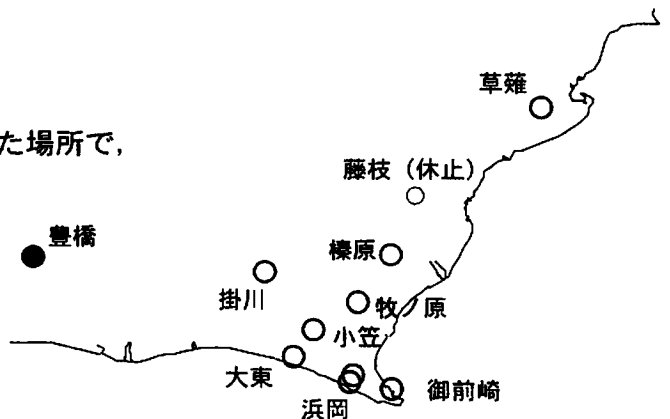 草薙
た場所で,
藤枝（休止）
豊橋
榛原
掛川
牧ノ原
小笠
大東
御前崎
浜岡